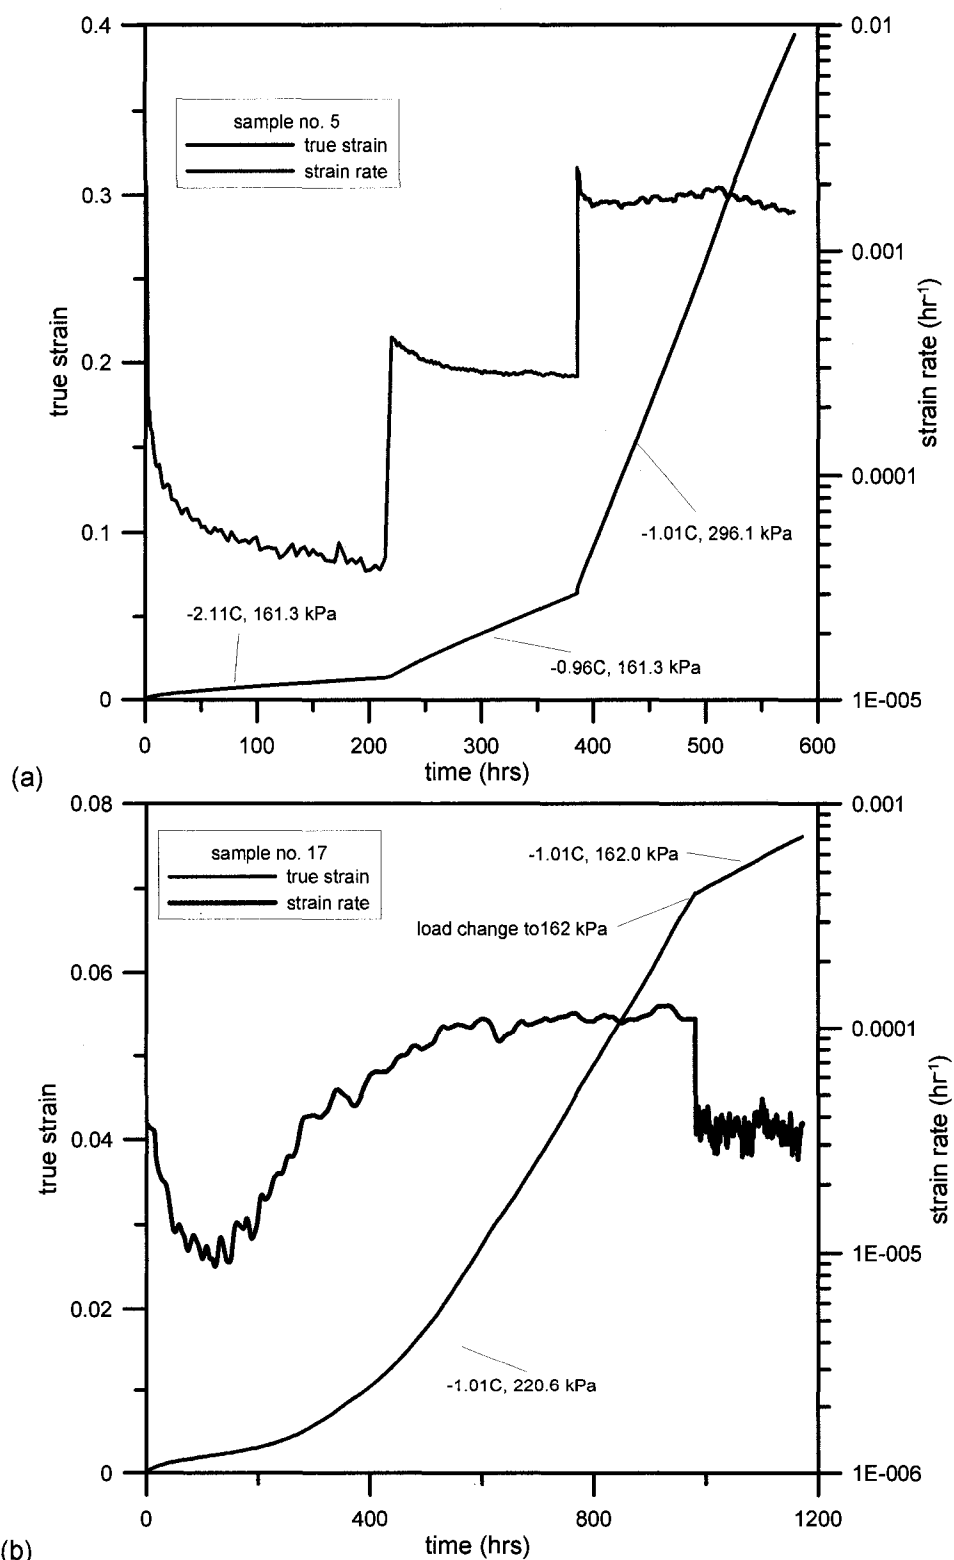 0.4
0.3
0.2
0.1
0
true strain
0.01
0.001
0.0001
1E-005
strain rate (hr-1)
sample no. 5
true strain
strain rate
-1.01C, 296.1 kPa
-2.11C, 161.3 kPa
-0.96C, 161.3 kPa
0 100 200 300 400 500 600
time (hrs)
(a)
0.08
0.06
0.04
0.02
0
true strain
0.001
0.0001
1E-005
1E-006
strain rate (hr-1)
sample no. 17
true strain
strain rate
-1.01C, 162.0 kPa
load change to162 kPa
-1.01C, 220.6 kPa
0 400 800 1200
time (hrs)
(b)